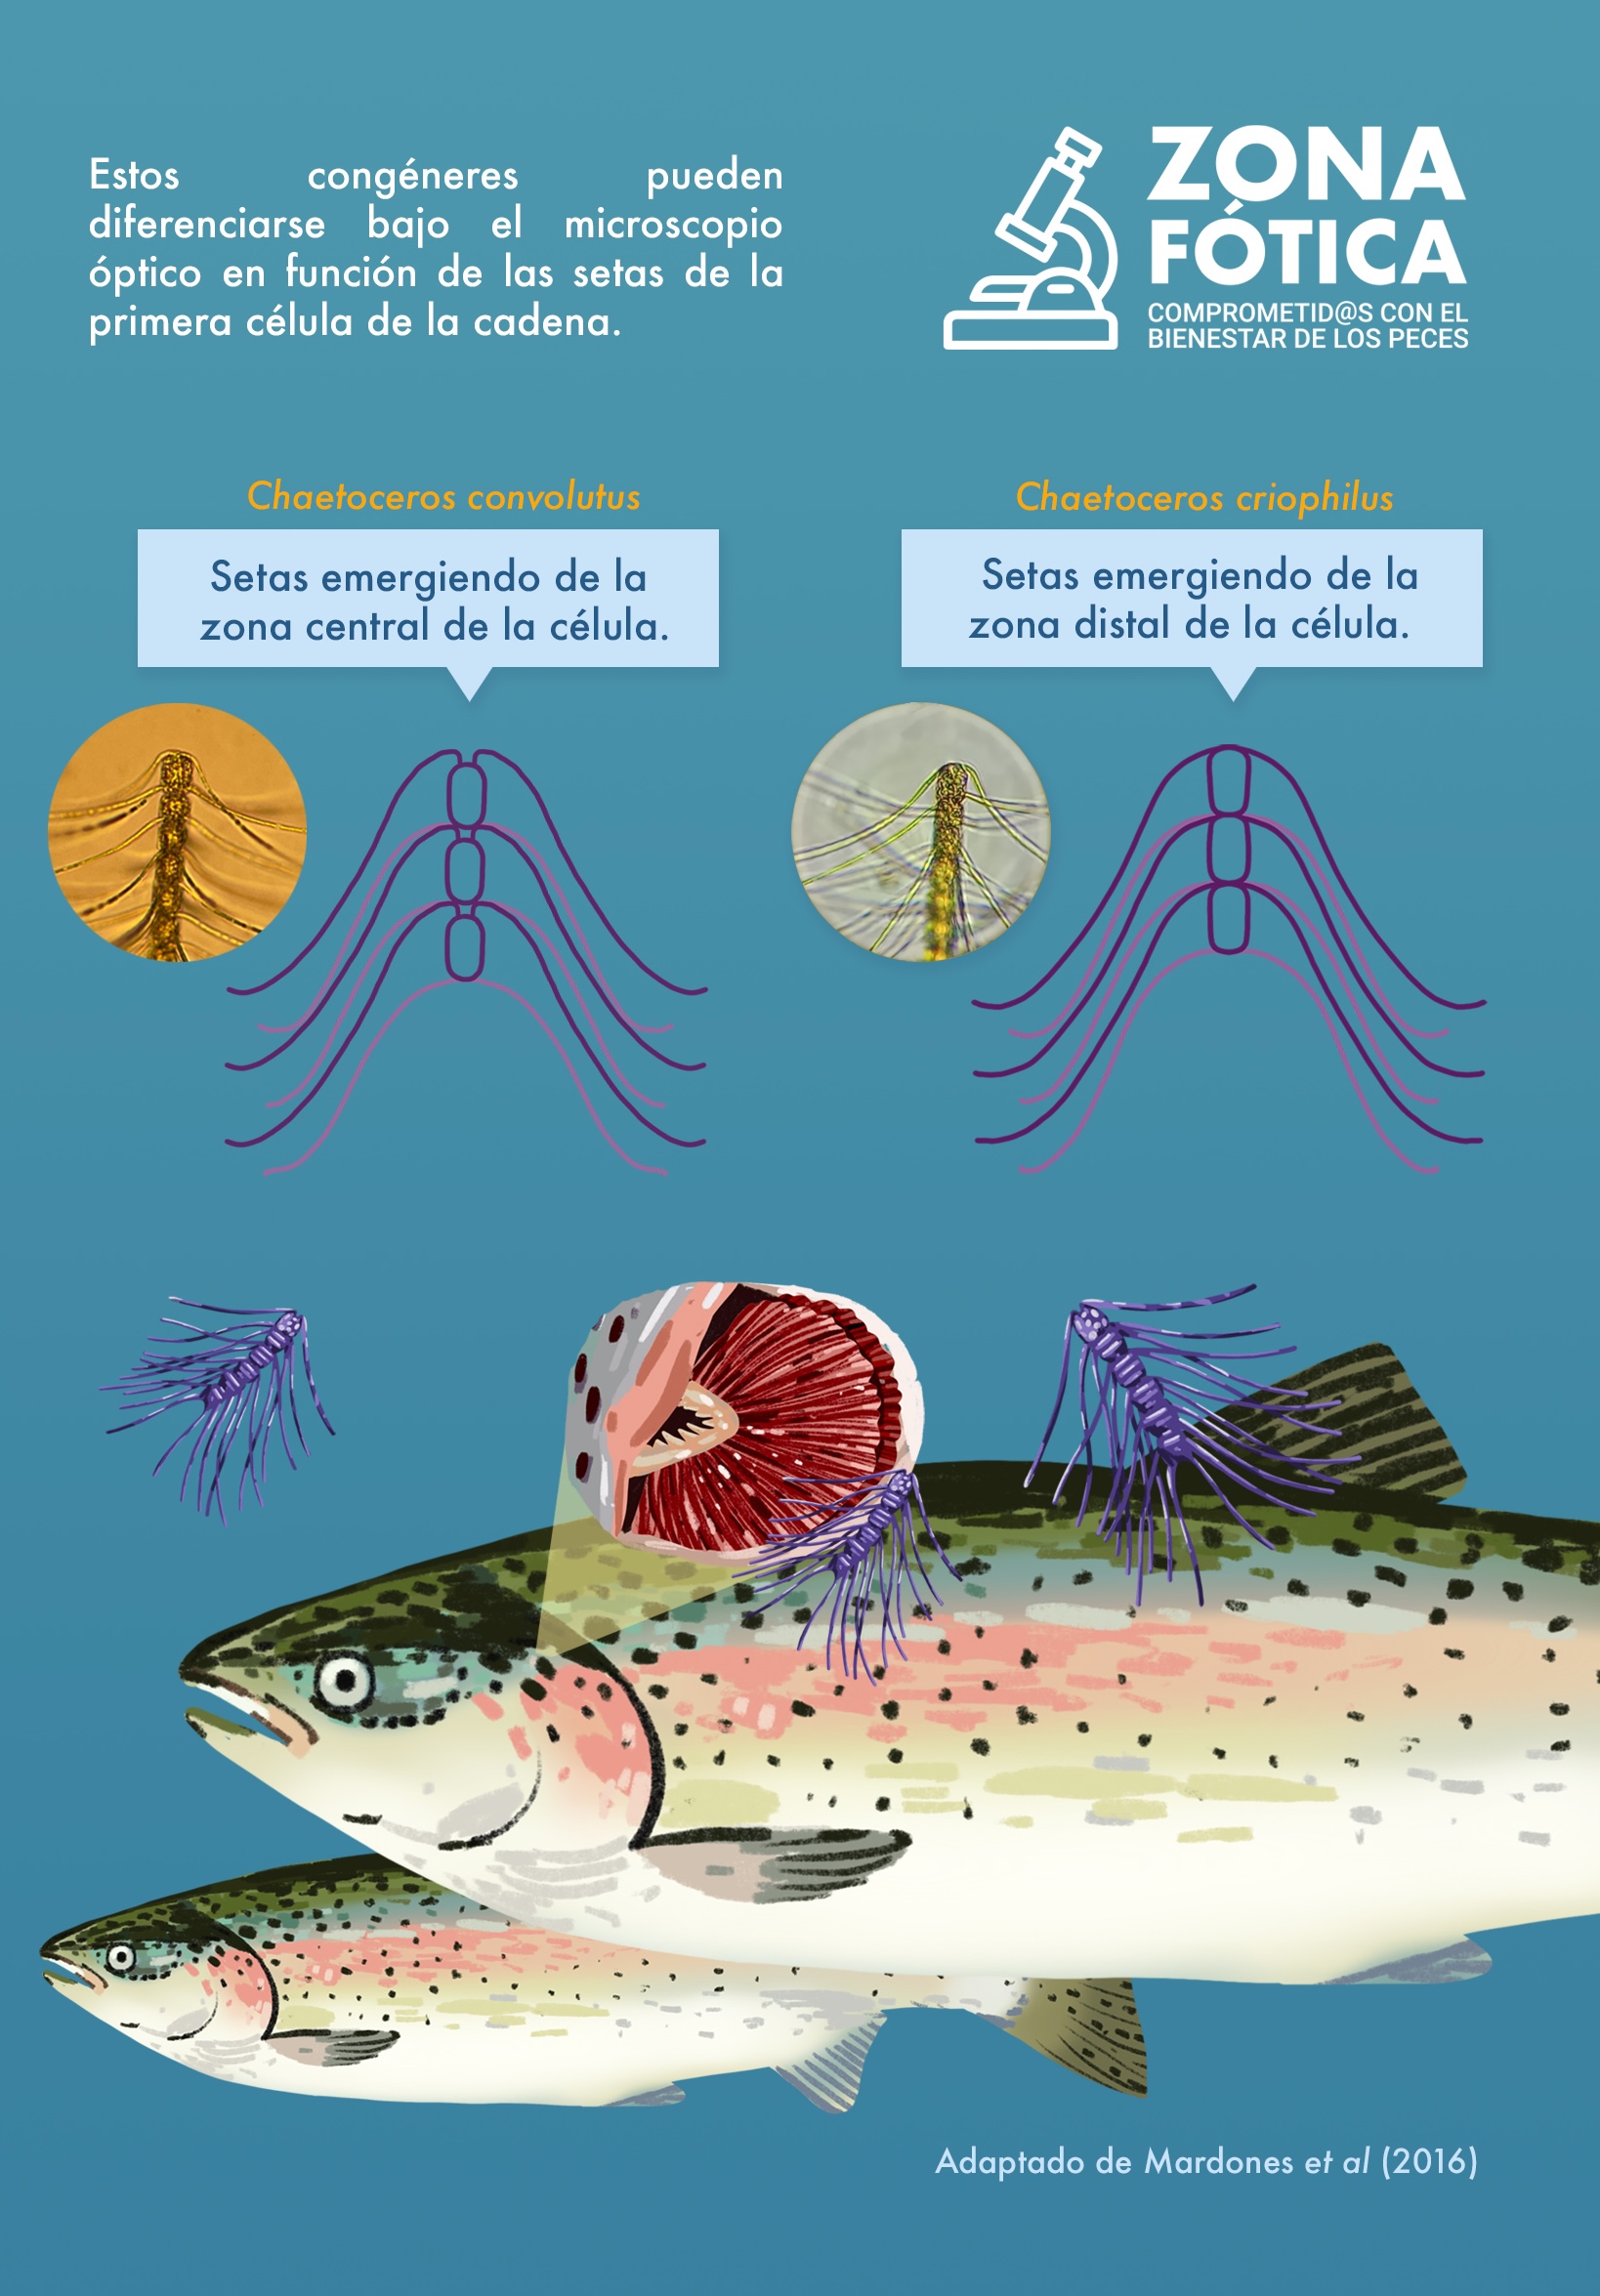 Estos congéneres pueden
diferenciarse bajo el microscopio
óptico en función de las setas de la
primera célula de la cadena.
ZONA
FÓTICA
COMPROMETID@S CON EL
BIENESTAR DE LOS PECES
Chaetoceros convolutus
Setas emergiendo de la
zona central de la célula.
Chaetoceros criophilus
Setas emergiendo de la
zona distal de la célula.
Adaptado de Mardones et al (2016)